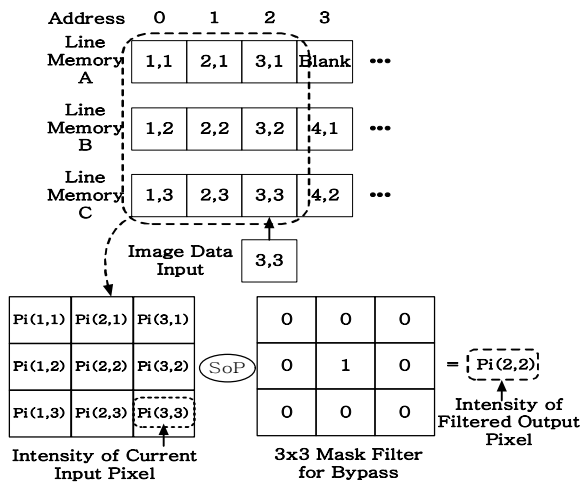 Address 0 1 2 3
Line Memory A 1,1 2,1 3,1 Blank •••
Line Memory B 1,2 2,2 3,2 4,1 •••
Line Memory C 1,3 2,3 3,3 4,2 •••
Image Data Input 3,3
Pi(1,1) Pi(2,1) Pi(3,1) 0 0 0
Pi(1,2) Pi(2,2) Pi(3,2) SoP 0 1 0 = Pi(2,2)
Pi(1,3) Pi(2,3) Pi(3,3) 0 0 0
Intensity of Filtered Output Pixel
Intensity of Current Input Pixel
3x3 Mask Filter for Bypass